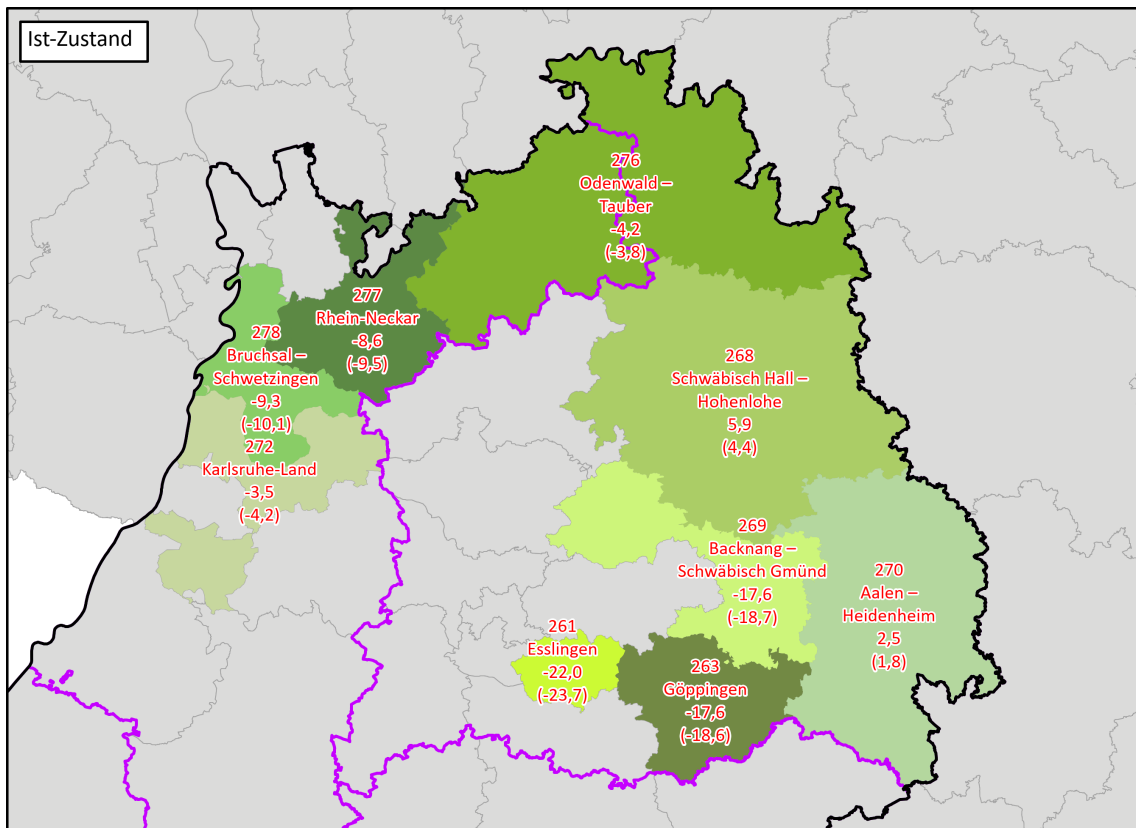 Ist-Zustand
276
Odenwald –
Tauber
-4,2
(-3,8)
277
Rhein-Neckar
-8,6
(-9,5)
278
Bruchsal –
Schwetzingen
-9,3
(-10,1)
272
Karlsruhe-Land
-3,5
(-4,2)
268
Schwäbisch Hall –
Hohenlohe
5,9
(4,4)
269
Backnang –
Schwäbisch Gmünd
-17,6
(-18,7)
270
Aalen –
Heidenheim
2,5
(1,8)
261
Esslingen
-22,0
(-23,7)
263
Göppingen
-17,6
(-18,6)